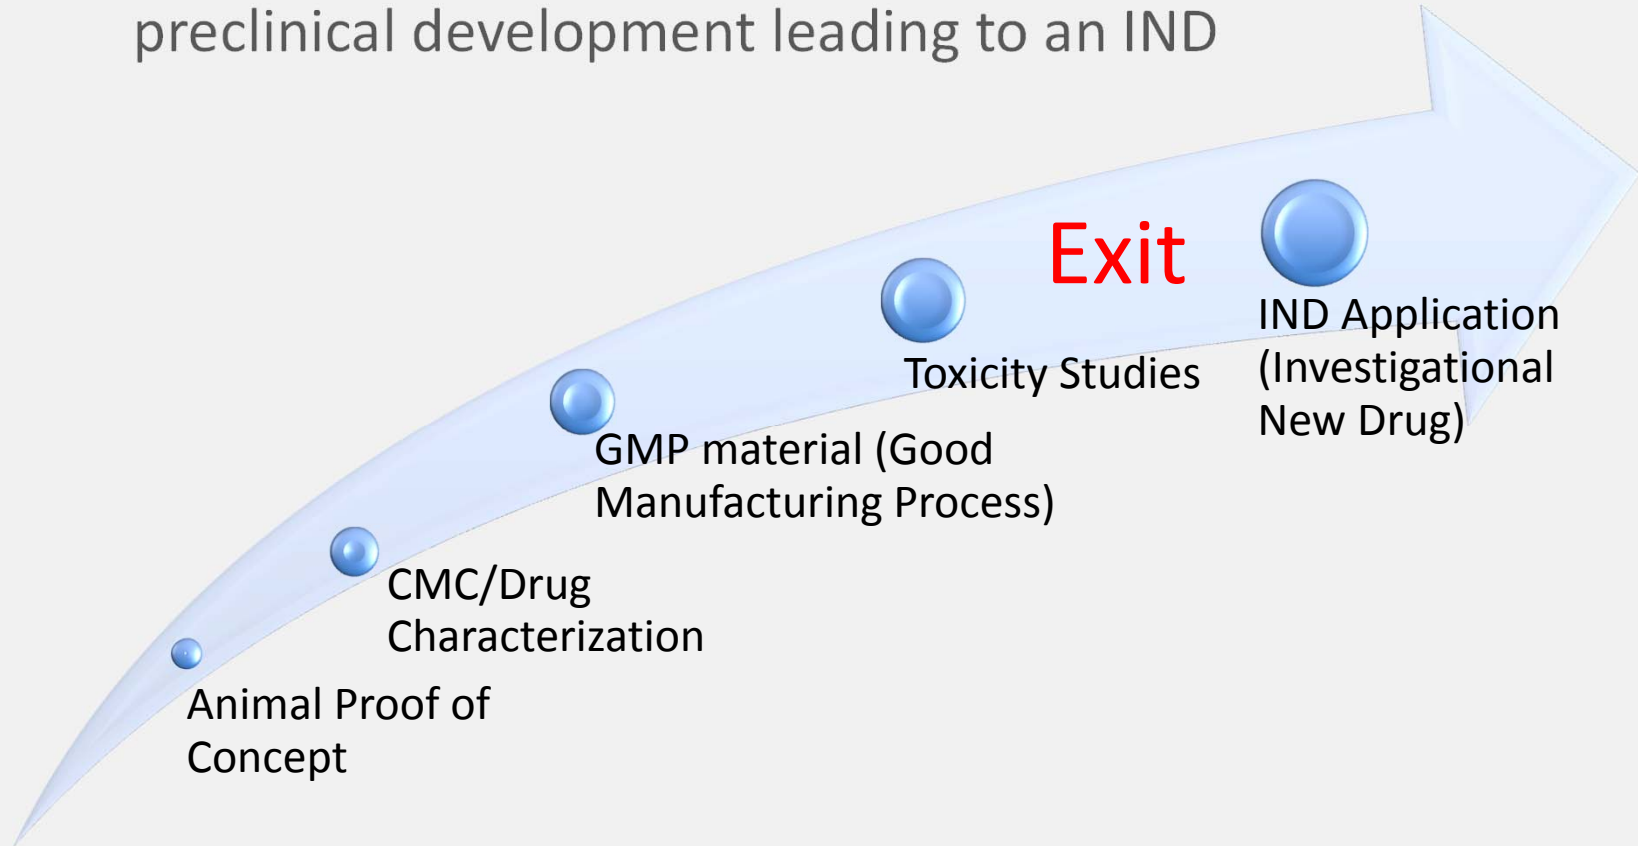 preclinical development leading to an IND
Exit
IND Application
(Investigational
New Drug)
Toxicity Studies
GMP material (Good
Manufacturing Process)
CMC/Drug
Characterization
Animal Proof of
Concept